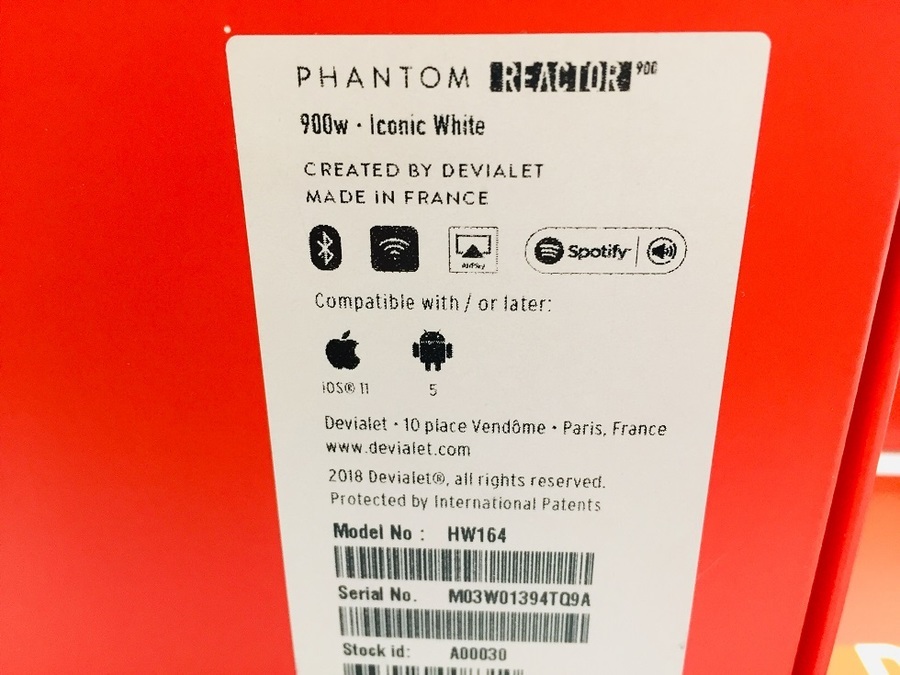 PHANTOM REACTOR 900
900w · Iconic White
CREATED BY DEVIALET
MADE iN FRANCE
AirPlay
Spotify
Compatible with / or later:
iOS® 11 5
Devialet · 10 place Vendôme · Paris, France
www.devialet.com
2018 Devialet®, all rights reserved.
Protected by International Patents
Model No : HW164
Serial No. M03W01394TQ9A
Stock id: A00030